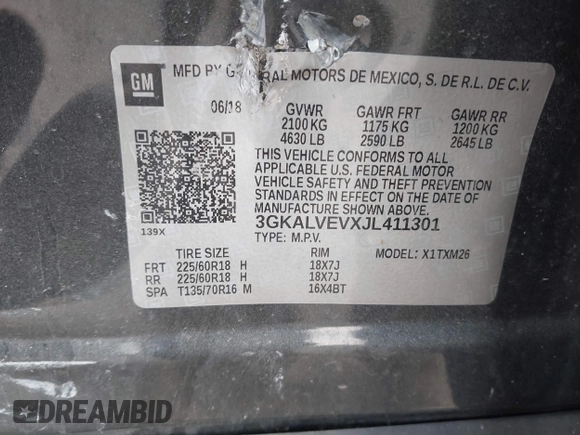 GM
MFD BY GENERAL MOTORS DE MEXICO, S. DE R.L. DE C.V.
06/18 GVWR GAWR FRT GAWR RR
2100 KG 1175 KG 1200 KG
4630 LB 2590 LB 2645 LB
THIS VEHICLE CONFORMS TO ALL
APPLICABLE U.S. FEDERAL MOTOR
VEHICLE SAFETY AND THEFT PREVENTION
STANDARDS IN EFFECT ON THE DATE OF
MANUFACTURE SHOWN ABOVE.
139X
3GKALVEVXJL411301
TYPE: M.P.V. MODEL: X1TXM26
TIRE SIZE RIM
FRT 225/60R18 H 18X7J
RR 225/60R18 H 18X7J
SPA T135/70R16 M 16X4BT
DREAMBID